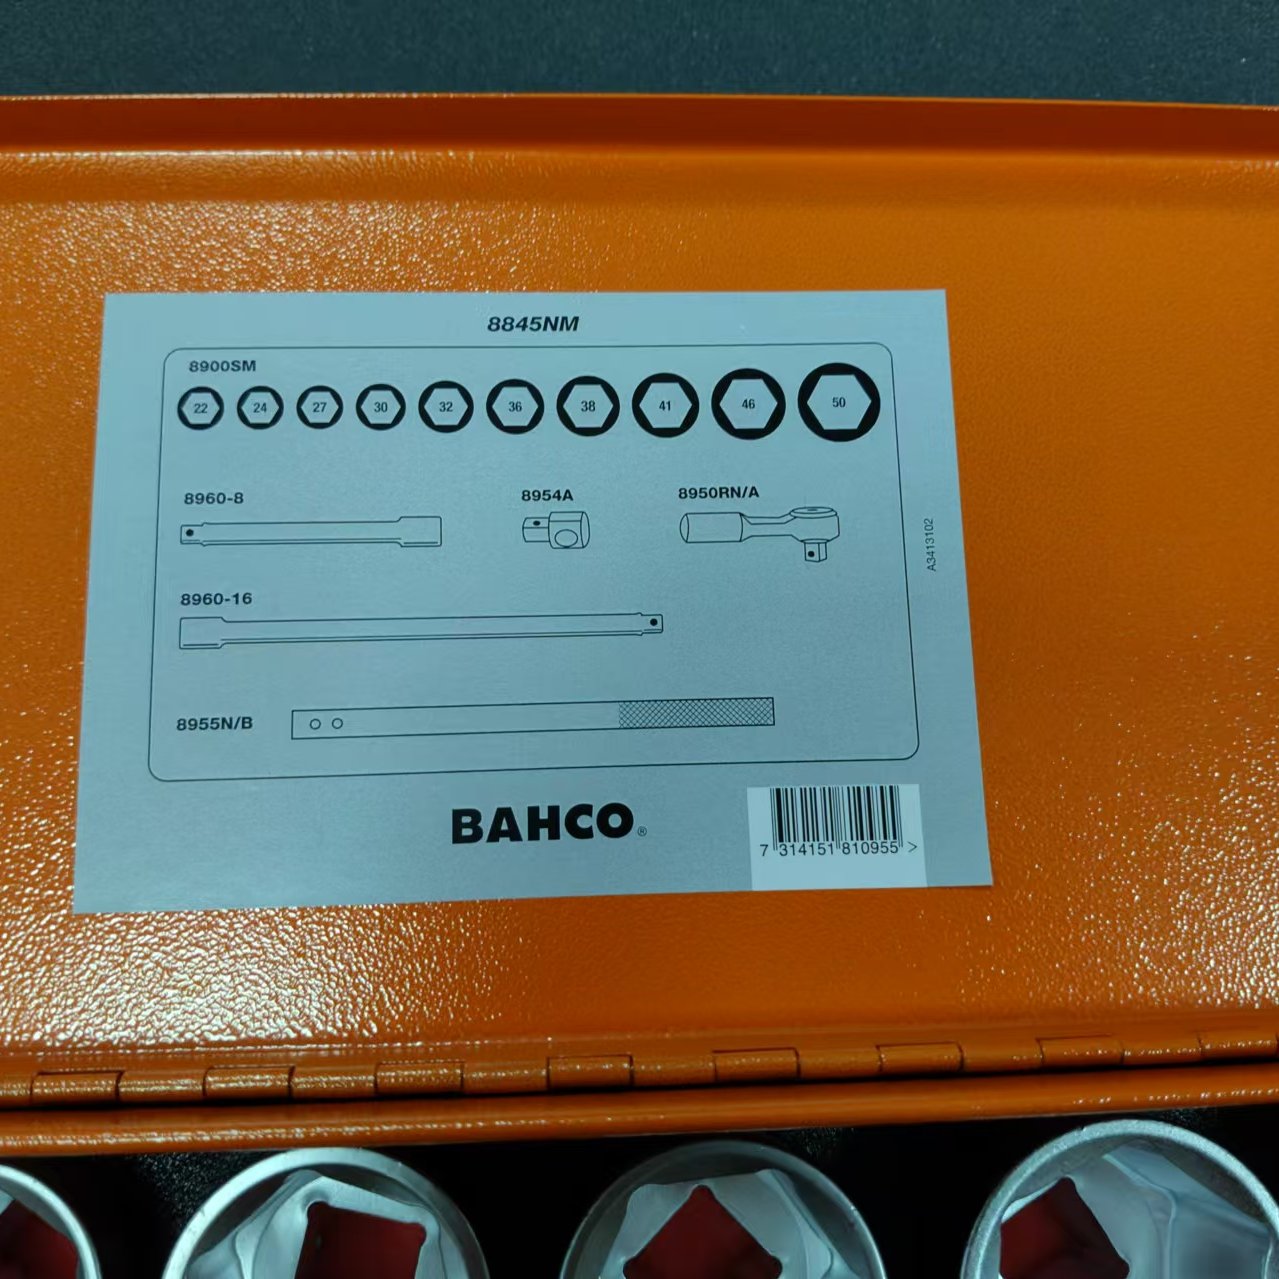 8845NM
8900SM
22 24 27 30 32 36 38 41 46 50
8960-8 8954A 8950RN/A
A3413102
8960-16
8955N/B
BAHCO®
7 314151 810955 >